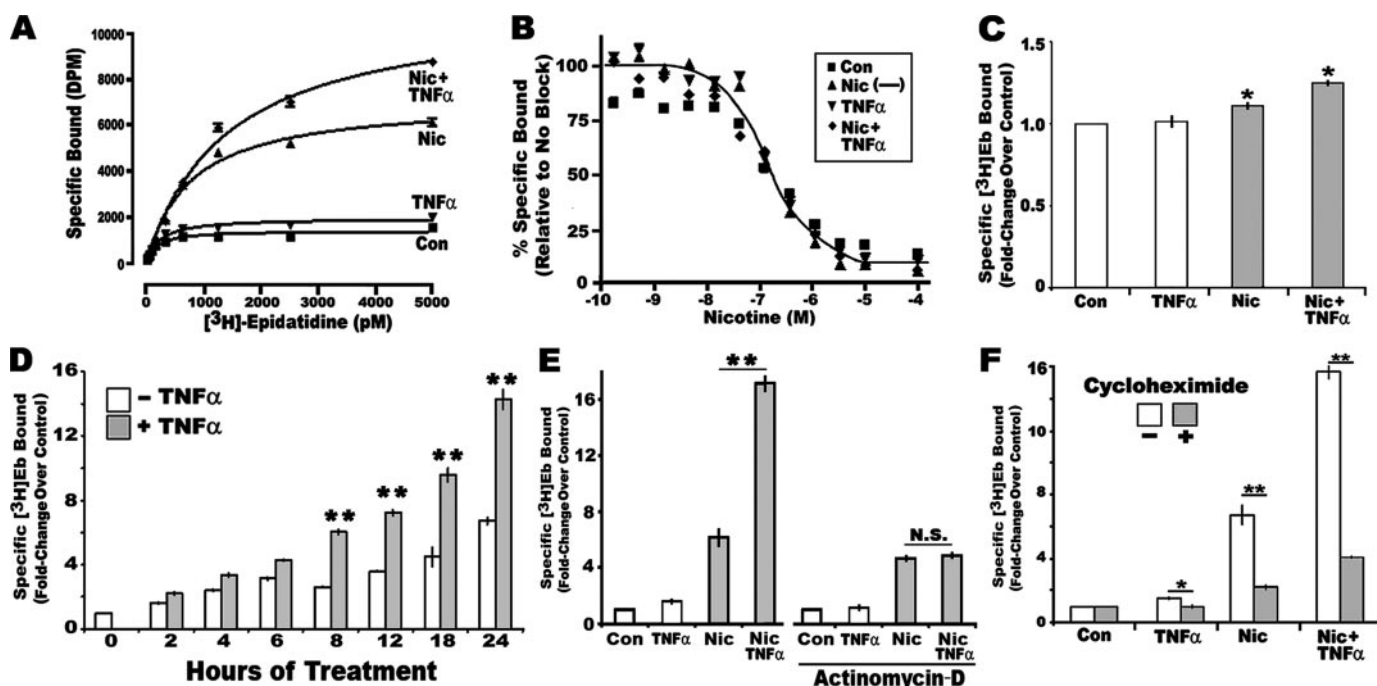 A
Specific Bound (DPM)
10000
8000
6000
4000
2000
0
Nic+
TNFα
Nic
TNFα
Con
0 1000 2000 3000 4000 5000
[³H]-Epidatidine (pM)
B
% Specific Bound
(Relative to No Block)
100
75
50
25
0
Con
Nic (—)
TNFα
Nic+
TNFα
-10 -9 -8 -7 -6 -5 -4
Nicotine (M)
C
Specific [³H]Eb Bound
(Fold-Change Over Control)
1.5
1.0
0.5
0
* *
Con TNFα Nic Nic+
TNFα
D
Specific [³H]Eb Bound
(Fold-Change Over Control)
16
12
8
4
0
- TNFα
+ TNFα
** ** ** **
0 2 4 6 8 12 18 24
Hours of Treatment
E
Specific [³H]Eb Bound
(Fold-Change Over Control)
16
12
8
4
0
**
N.S.
Con TNFα Nic Nic
TNFα
Con TNFα Nic Nic
TNFα
Actinomycin-D
F
Specific [³H]Eb Bound
(Fold-Change Over Control)
16
16
8
4
2
0
Cycloheximide
- +
* ** **
Con TNFα Nic Nic+
TNFα